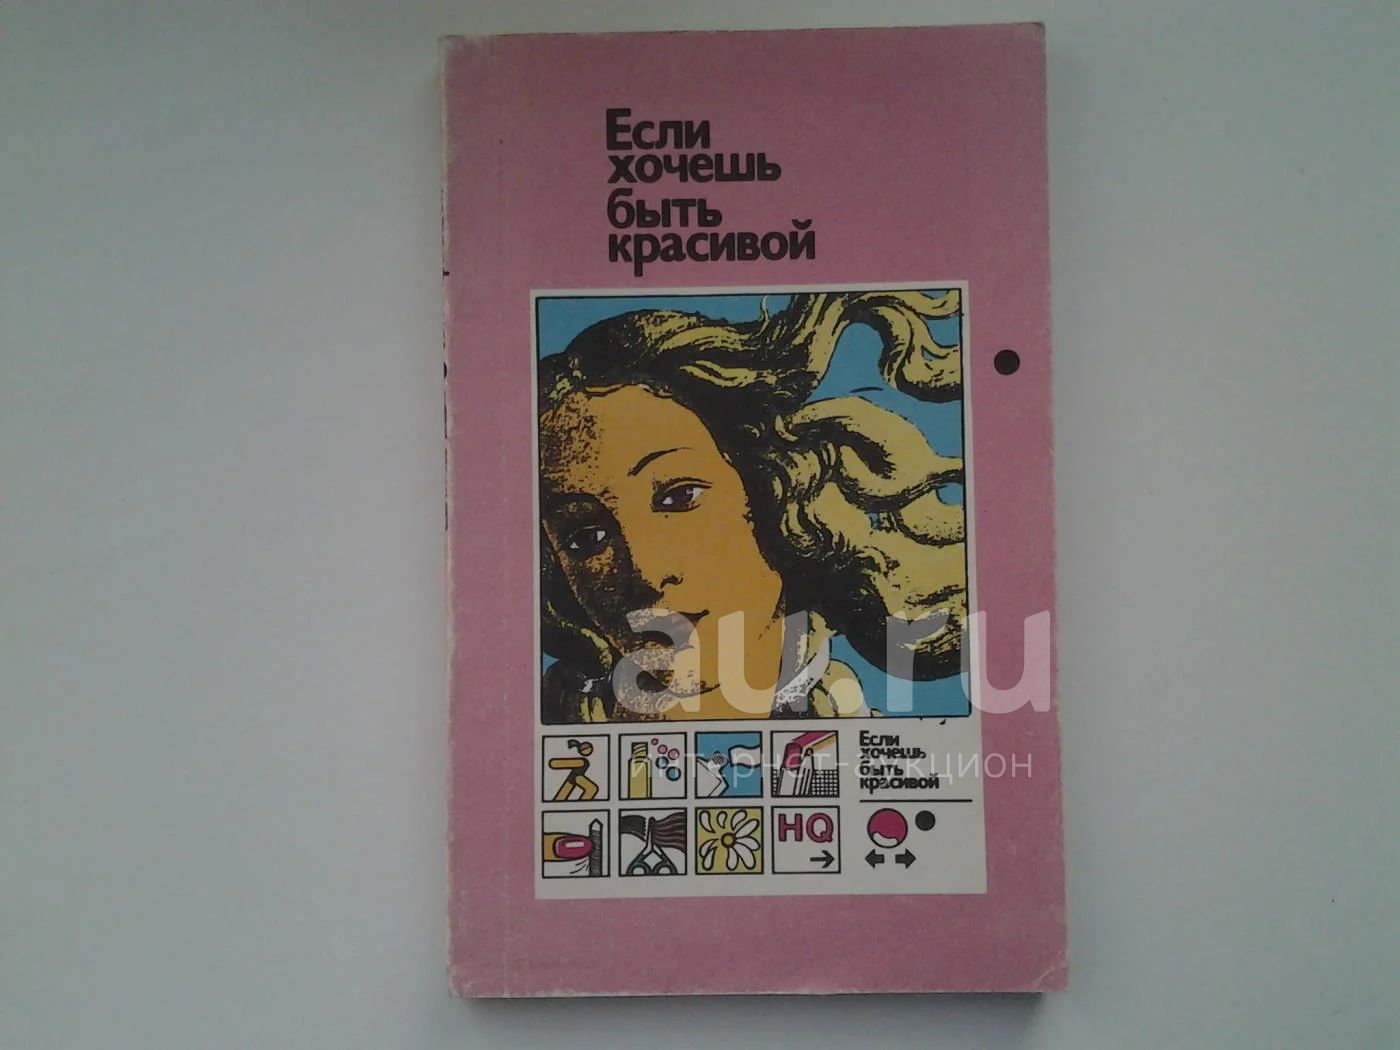 Если
хочешь
быть
красивой
au.ru
интернет-аукцион
Если
хочешь
быть
красивой
HQ